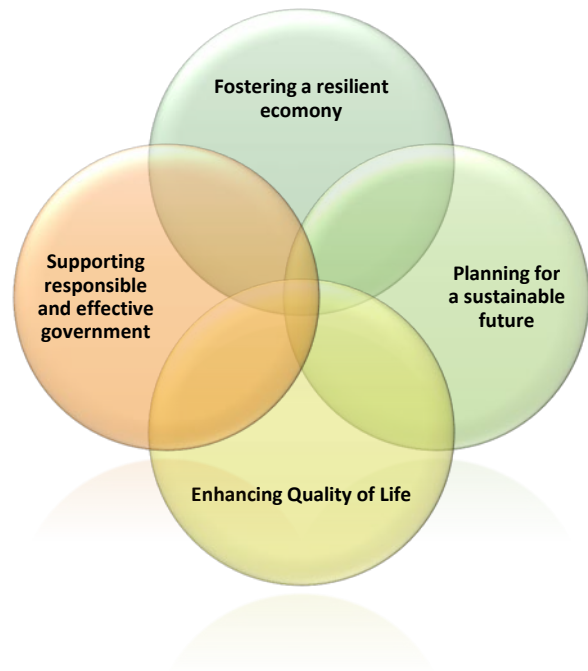 Fostering a resilient
ecomony
Supporting
responsible
and effective
government
Planning for
a sustainable
future
Enhancing Quality of Life